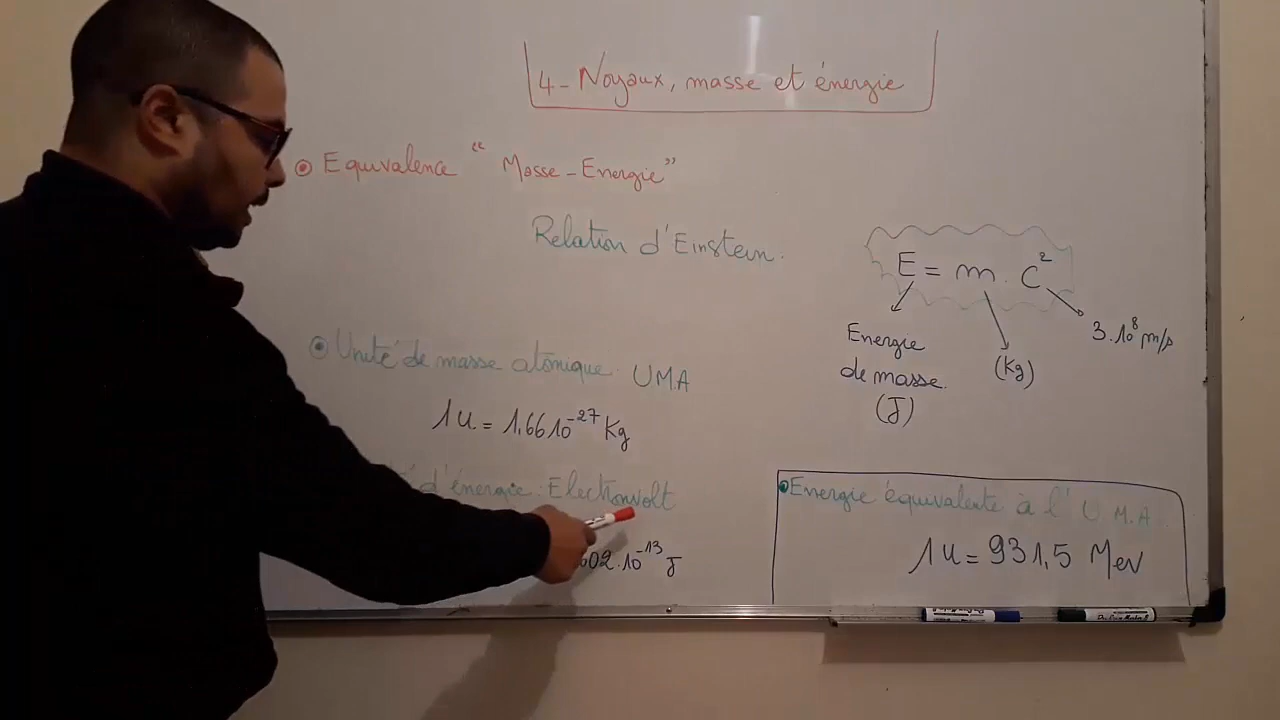 4- Noyaux, masse et énergie
Equivalence “Masse-Energie”
Relation d'Einstein.
E = m . C²
Energie
de masse.
(J)
(Kg)
3.10⁸ m/s
Unité de masse atomique UMA
1u = 1,66 10⁻²⁷ Kg
d'énergie : Electronvolt
602.10⁻¹³ J
Energie équivalente à l'U.M.A
1u = 931,5 Mev